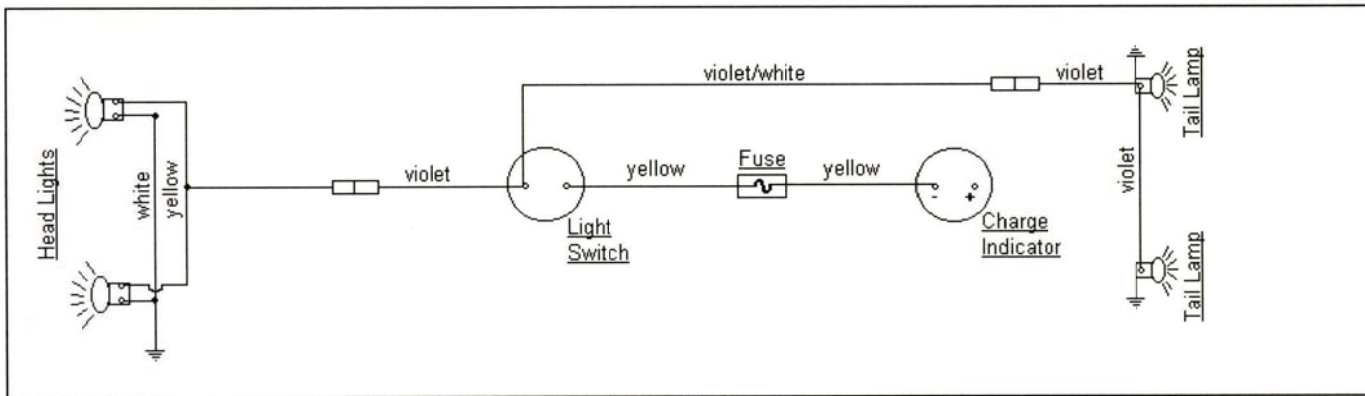 violet/white
violet
Tail Lamp
Head Lights
white
yellow
violet
Light
Switch
yellow
Fuse
yellow
-
+
Charge
Indicator
violet
Tail Lamp